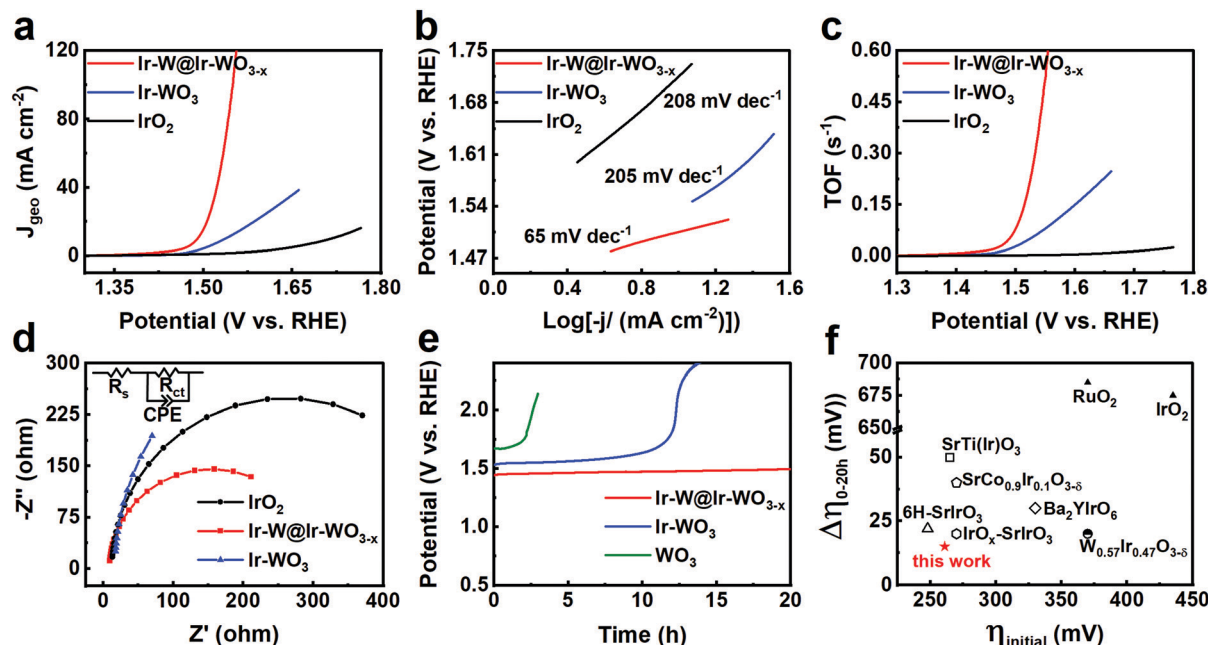 a
120
80
40
0
J_geo (mA cm⁻²)
Ir-W@Ir-WO₃₋ₓ
Ir-WO₃
IrO₂
1.35 1.50 1.65 1.80
Potential (V vs. RHE)
b
1.75
1.68
1.61
1.54
1.47
Potential (V vs. RHE)
Ir-W@Ir-WO₃₋ₓ
Ir-WO₃
IrO₂
208 mV dec⁻¹
205 mV dec⁻¹
65 mV dec⁻¹
0.0 0.4 0.8 1.2 1.6
Log[-j/ (mA cm⁻²)])
c
0.60
0.45
0.30
0.15
0.00
TOF (s⁻¹)
Ir-W@Ir-WO₃₋ₓ
Ir-WO₃
IrO₂
1.3 1.4 1.5 1.6 1.7 1.8
Potential (V vs. RHE)
d
300
225
150
75
0
-Z'' (ohm)
R_s
R_ct
CPE
IrO₂
Ir-W@Ir-WO₃₋ₓ
Ir-WO₃
0 100 200 300 400
Z' (ohm)
e
2.4
1.8
1.2
0.6
Potential (V vs. RHE)
Ir-W@Ir-WO₃₋ₓ
Ir-WO₃
WO₃
0 5 10 15 20
Time (h)
f
700
675
650
50
25
0
Δη₀₋₂₀ₕ (mV))
RuO₂
IrO₂
SrTi(Ir)O₃
SrCo₀.₉Ir₀.₁O₃₋δ
6H-SrIrO₃
Ba₂YIrO₆
IrOₓ-SrIrO₃
W₀.₅₇Ir₀.₄₇O₃₋δ
this work
250 300 350 400 450
η_initial (mV)